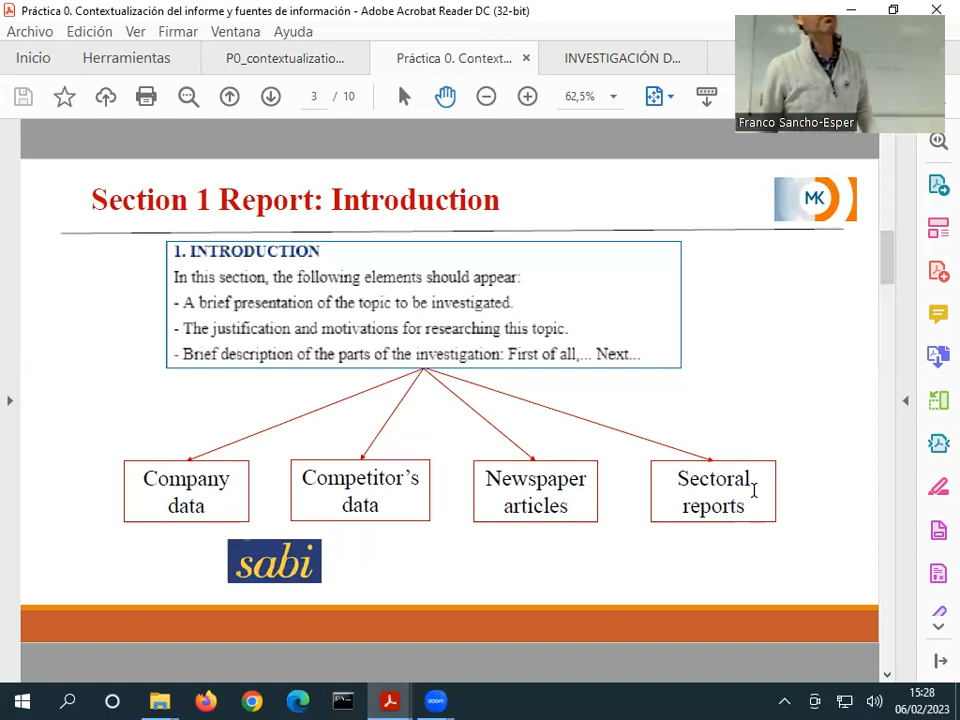 Práctica 0. Contextualización del informe y fuentes de información - Adobe Acrobat Reader DC (32-bit)
Archivo Edición Ver Firmar Ventana Ayuda
Inicio Herramientas P0_contextualizatio... Práctica 0. Context... × INVESTIGACIÓN D...
3 / 10 62,5%
Franco Sancho-Esper
Section 1 Report: Introduction
MK
1. INTRODUCTION
In this section, the following elements should appear:
- A brief presentation of the topic to be investigated.
- The justification and motivations for researching this topic.
- Brief description of the parts of the investigation: First of all,... Next...
Company
data
Competitor's
data
Newspaper
articles
Sectoral
reports
sabi
zoom
15:28
06/02/2023